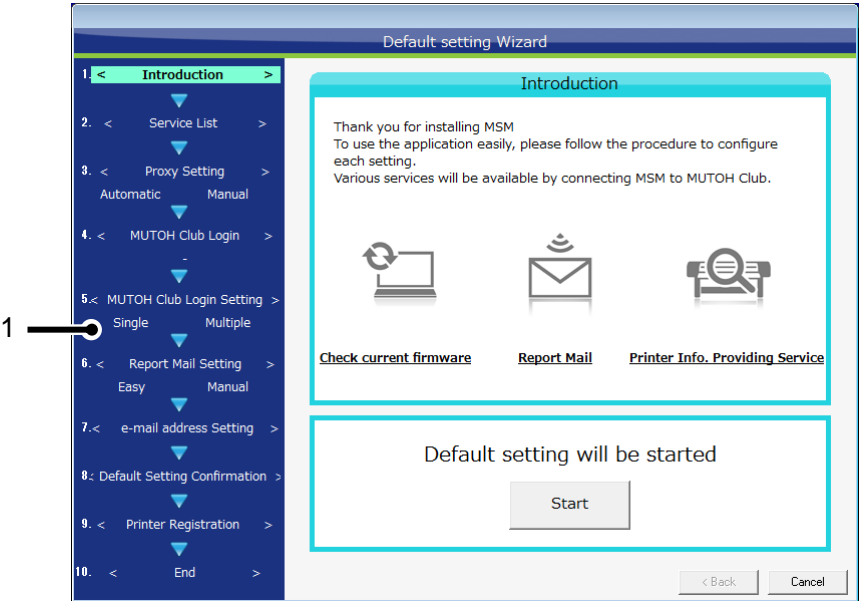 Default setting Wizard
1. < Introduction >
2. < Service List >
3. < Proxy Setting >
Automatic Manual
4. < MUTOH Club Login >
-
5.< MUTOH Club Login Setting >
Single Multiple
6. < Report Mail Setting >
Easy Manual
7.< e-mail address Setting >
8.< Default Setting Confirmation >
9. < Printer Registration >
10. < End >
1
Introduction
Thank you for installing MSM
To use the application easily, please follow the procedure to configure
each setting.
Various services will be available by connecting MSM to MUTOH Club.
Check current firmware
Report Mail
Printer Info. Providing Service
Default setting will be started
Start
< Back
Cancel